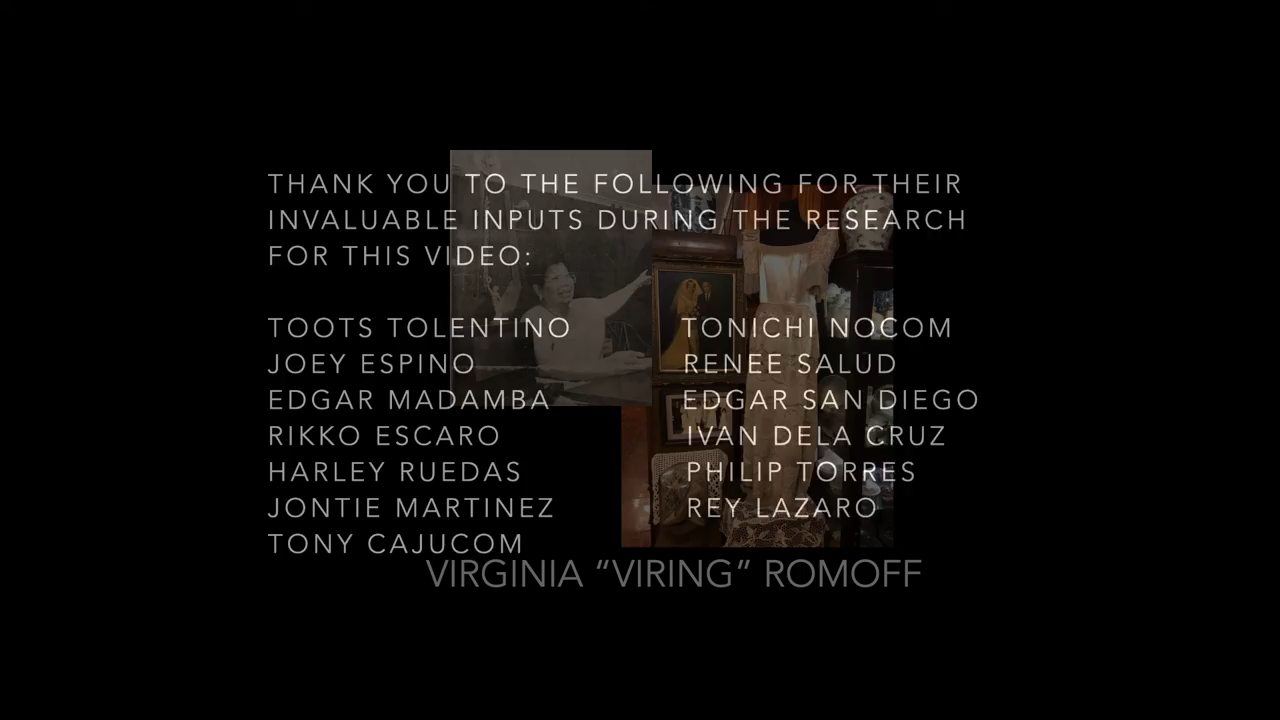 THANK YOU TO THE FOLLOWING FOR THEIR
INVALUABLE INPUTS DURING THE RESEARCH
FOR THIS VIDEO:
TOOTS TOLENTINO
JOEY ESPINO
EDGAR MADAMBA
RIKKO ESCARO
HARLEY RUEDAS
JONTIE MARTINEZ
TONY CAJUCOM
TONICHI NOCOM
RENEE SALUD
EDGAR SAN DIEGO
IVAN DELA CRUZ
PHILIP TORRES
REY LAZARO
VIRGINIA “VIRING” ROMOFF